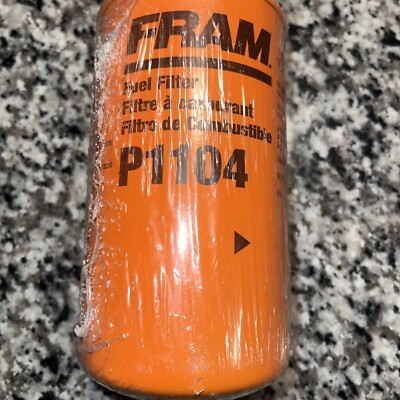 FRAM
Fuel Filter
Filtre à carburant
Filtro de Combustible
P1104